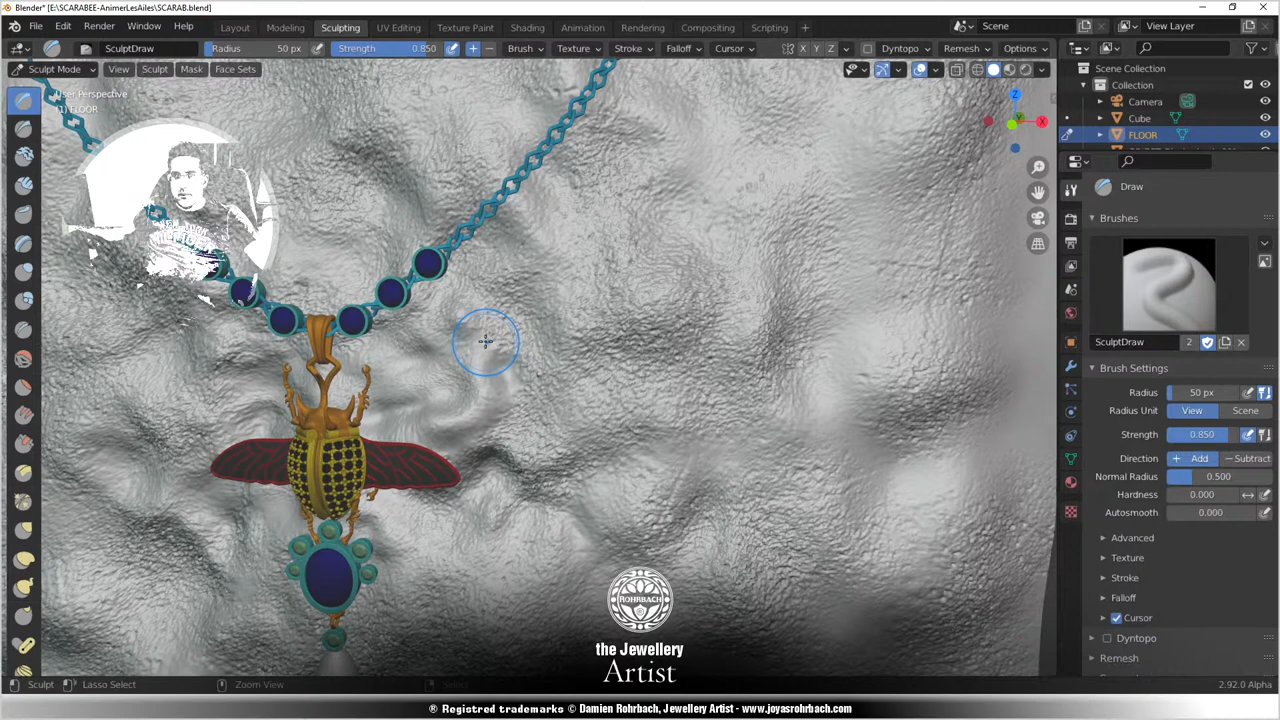 Blender* [E:\SCARABEE-AnimerLesAiles\SCARAB.blend]
File Edit Render Window Help Layout Modeling Sculpting UV Editing Texture Paint Shading Animation Rendering Compositing Scripting Scene View Layer
SculptDraw Radius 50 px Strength 0.850 Brush Texture Stroke Falloff Cursor X Y Z Dyntopo Remesh Options
Sculpt Mode View Sculpt Mask Face Sets
User Perspective
(1) FLOOR
Z
Y
X
Scene Collection
Collection
Camera
Cube
FLOOR
Draw
Brushes
SculptDraw 2
Brush Settings
Radius 50 px
Radius Unit View Scene
Strength 0.850
Direction + Add − Subtract
Normal Radius 0.500
Hardness 0.000
Autosmooth 0.000
Advanced
Texture
Stroke
Falloff
Cursor
Dyntopo
Remesh
ROHRBACH
the Jewellery
Artist
Sculpt Lasso Select Zoom View Select 2.92.0 Alpha
® Registered trademarks © Damien Rohrbach, Jewellery Artist - www.joyasrohrbach.com